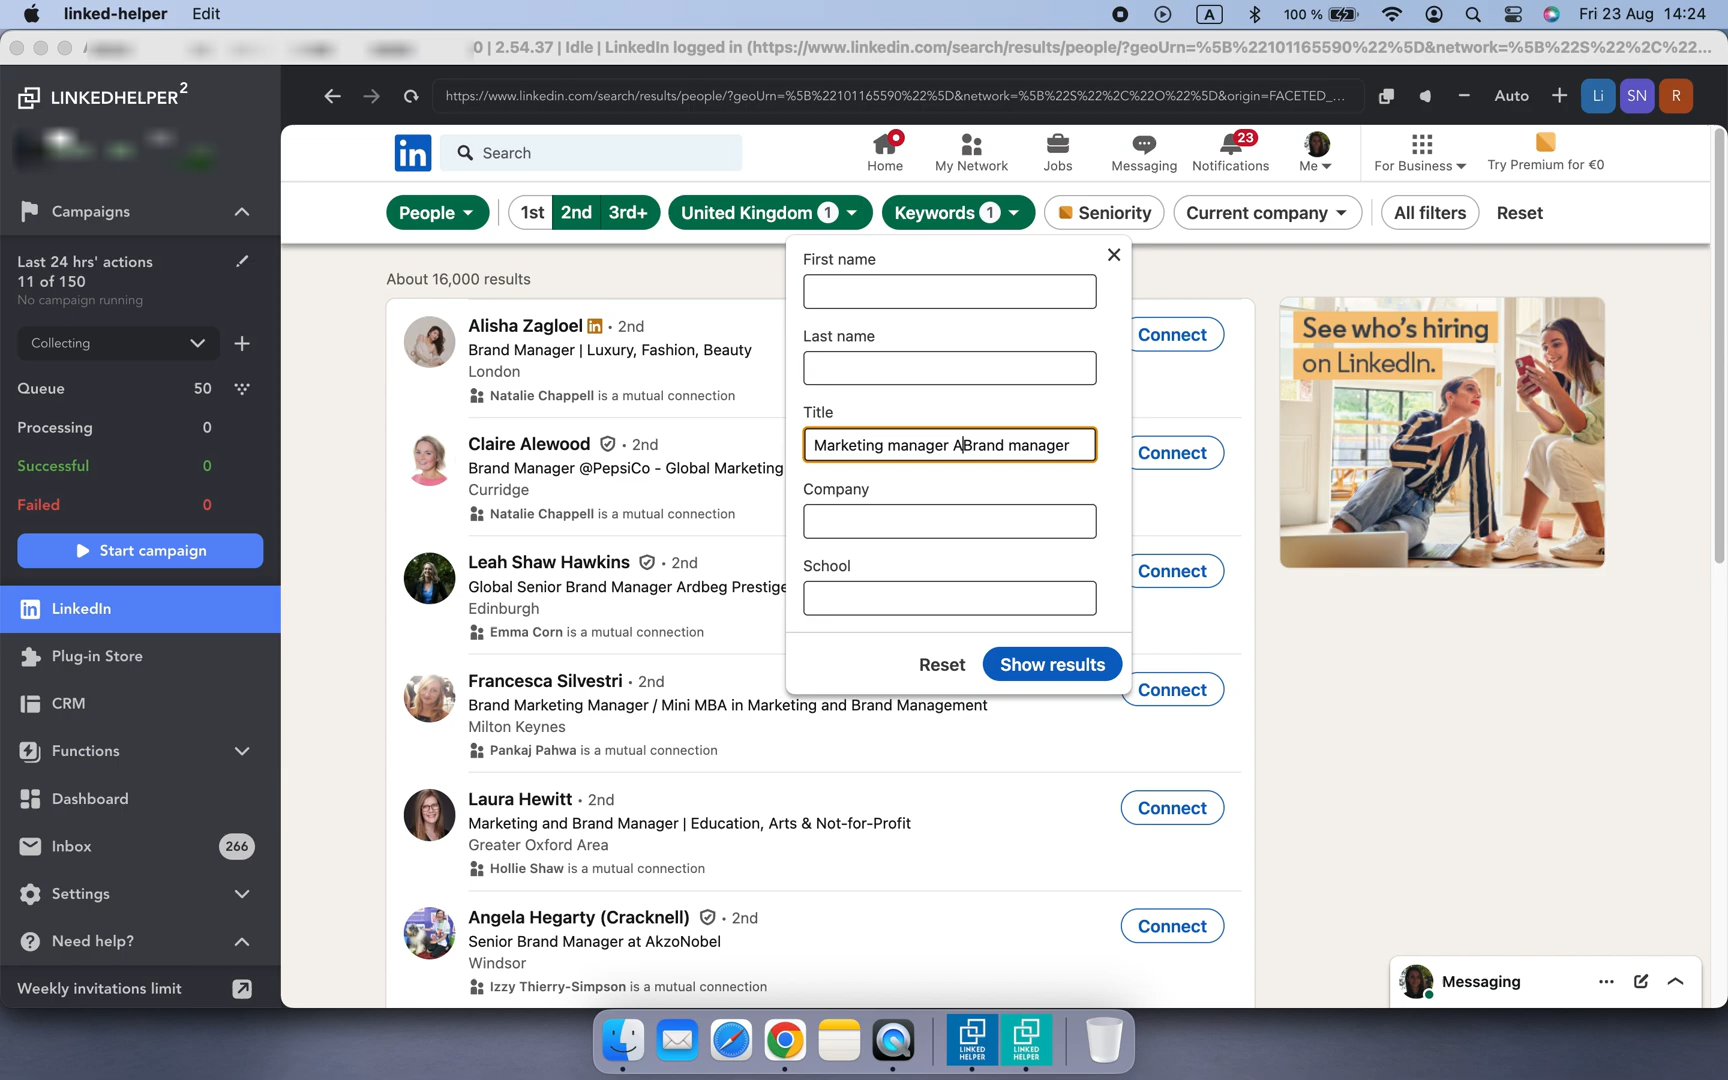 linked-helper Edit
A 100 % Fri 23 Aug 14:24
0 | 2.54.37 | Idle | LinkedIn logged in (https://www.linkedin.com/search/results/people/?geoUrn=%5B%22101165590%22%5D&network=%5B%22S%22%2C%22...
LINKEDHELPER2
https://www.linkedin.com/search/results/people/?geoUrn=%5B%22101165590%22%5D&network=%5B%22S%22%2C%22O%22%5D&origin=FACETED_...
Auto
Li SN R
Campaigns
Last 24 hrs' actions
11 of 150
No campaign running
Collecting
Queue 50
Processing 0
Successful 0
Failed 0
Start campaign
LinkedIn
Plug-in Store
CRM
Functions
Dashboard
Inbox 266
Settings
Need help?
Weekly invitations limit
in Search
Home
My Network
Jobs
Messaging
23
Notifications
Me
For Business
Try Premium for €0
People
1st 2nd 3rd+
United Kingdom 1
Keywords 1
Seniority
Current company
All filters
Reset
About 16,000 results
Alisha Zagloel in • 2nd
Brand Manager | Luxury, Fashion, Beauty
London
Natalie Chappell is a mutual connection
Connect
Claire Alewood • 2nd
Brand Manager @PepsiCo - Global Marketing
Curridge
Natalie Chappell is a mutual connection
Connect
Leah Shaw Hawkins • 2nd
Global Senior Brand Manager Ardbeg Prestige
Edinburgh
Emma Corn is a mutual connection
Connect
Francesca Silvestri • 2nd
Brand Marketing Manager / Mini MBA in Marketing and Brand Management
Milton Keynes
Pankaj Pahwa is a mutual connection
Connect
Laura Hewitt • 2nd
Marketing and Brand Manager | Education, Arts & Not-for-Profit
Greater Oxford Area
Hollie Shaw is a mutual connection
Connect
Angela Hegarty (Cracknell) • 2nd
Senior Brand Manager at AkzoNobel
Windsor
Izzy Thierry-Simpson is a mutual connection
Connect
First name
Last name
Title
Marketing manager ABrand manager
Company
School
Reset
Show results
See who's hiring
on LinkedIn.
Messaging
LINKED
HELPER
LINKED
HELPER